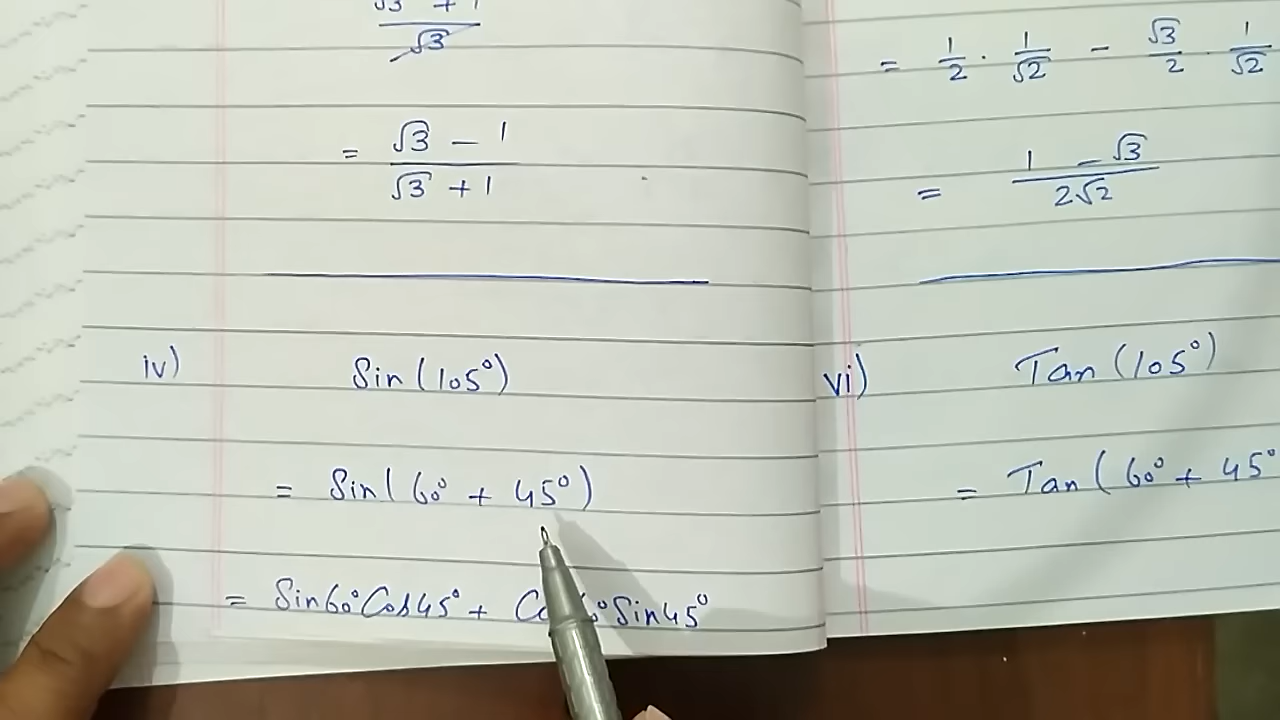 √3 + 1
√3
= √3 - 1
√3 + 1
iv) Sin(105°)
= Sin(60° + 45°)
= Sin60°Cos45° + Sin45°
= 1/2 · 1/√2 - √3/2 · 1/√2
= 1 - √3
2√2
vi) Tan(105°)
= Tan(60° + 45°